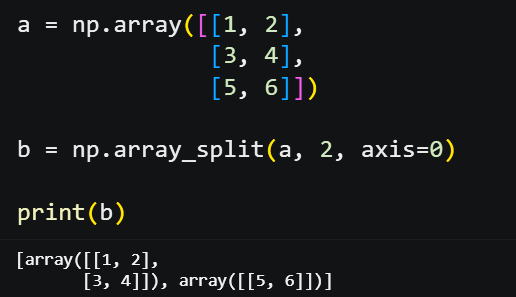 a = np.array([[1, 2],
              [3, 4],
              [5, 6]])
b = np.array_split(a, 2, axis=0)
print(b)
[array([[1, 2],
       [3, 4]]), array([[5, 6]])]